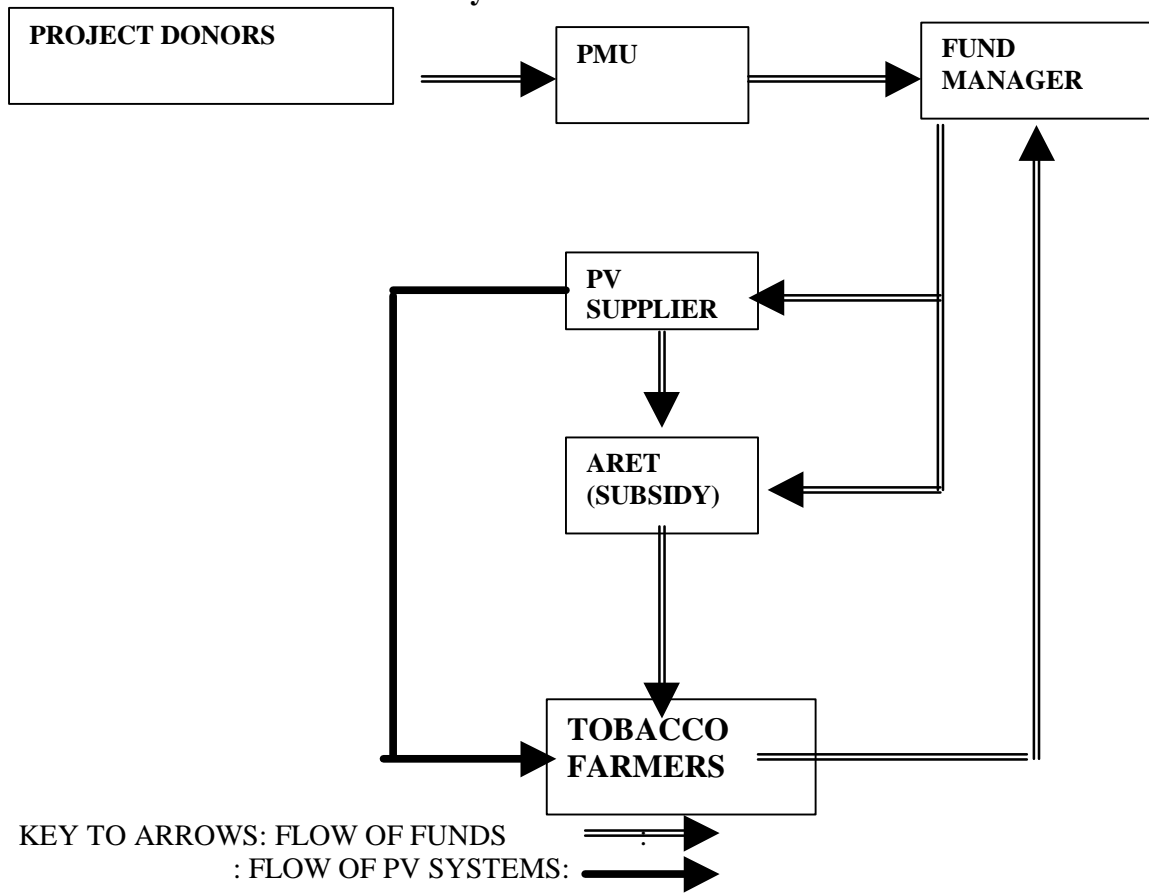 PROJECT DONORS
PMU
FUND
MANAGER
PV
SUPPLIER
ARET
(SUBSIDY)
TOBACCO
FARMERS
KEY TO ARROWS: FLOW OF FUNDS :
: FLOW OF PV SYSTEMS: